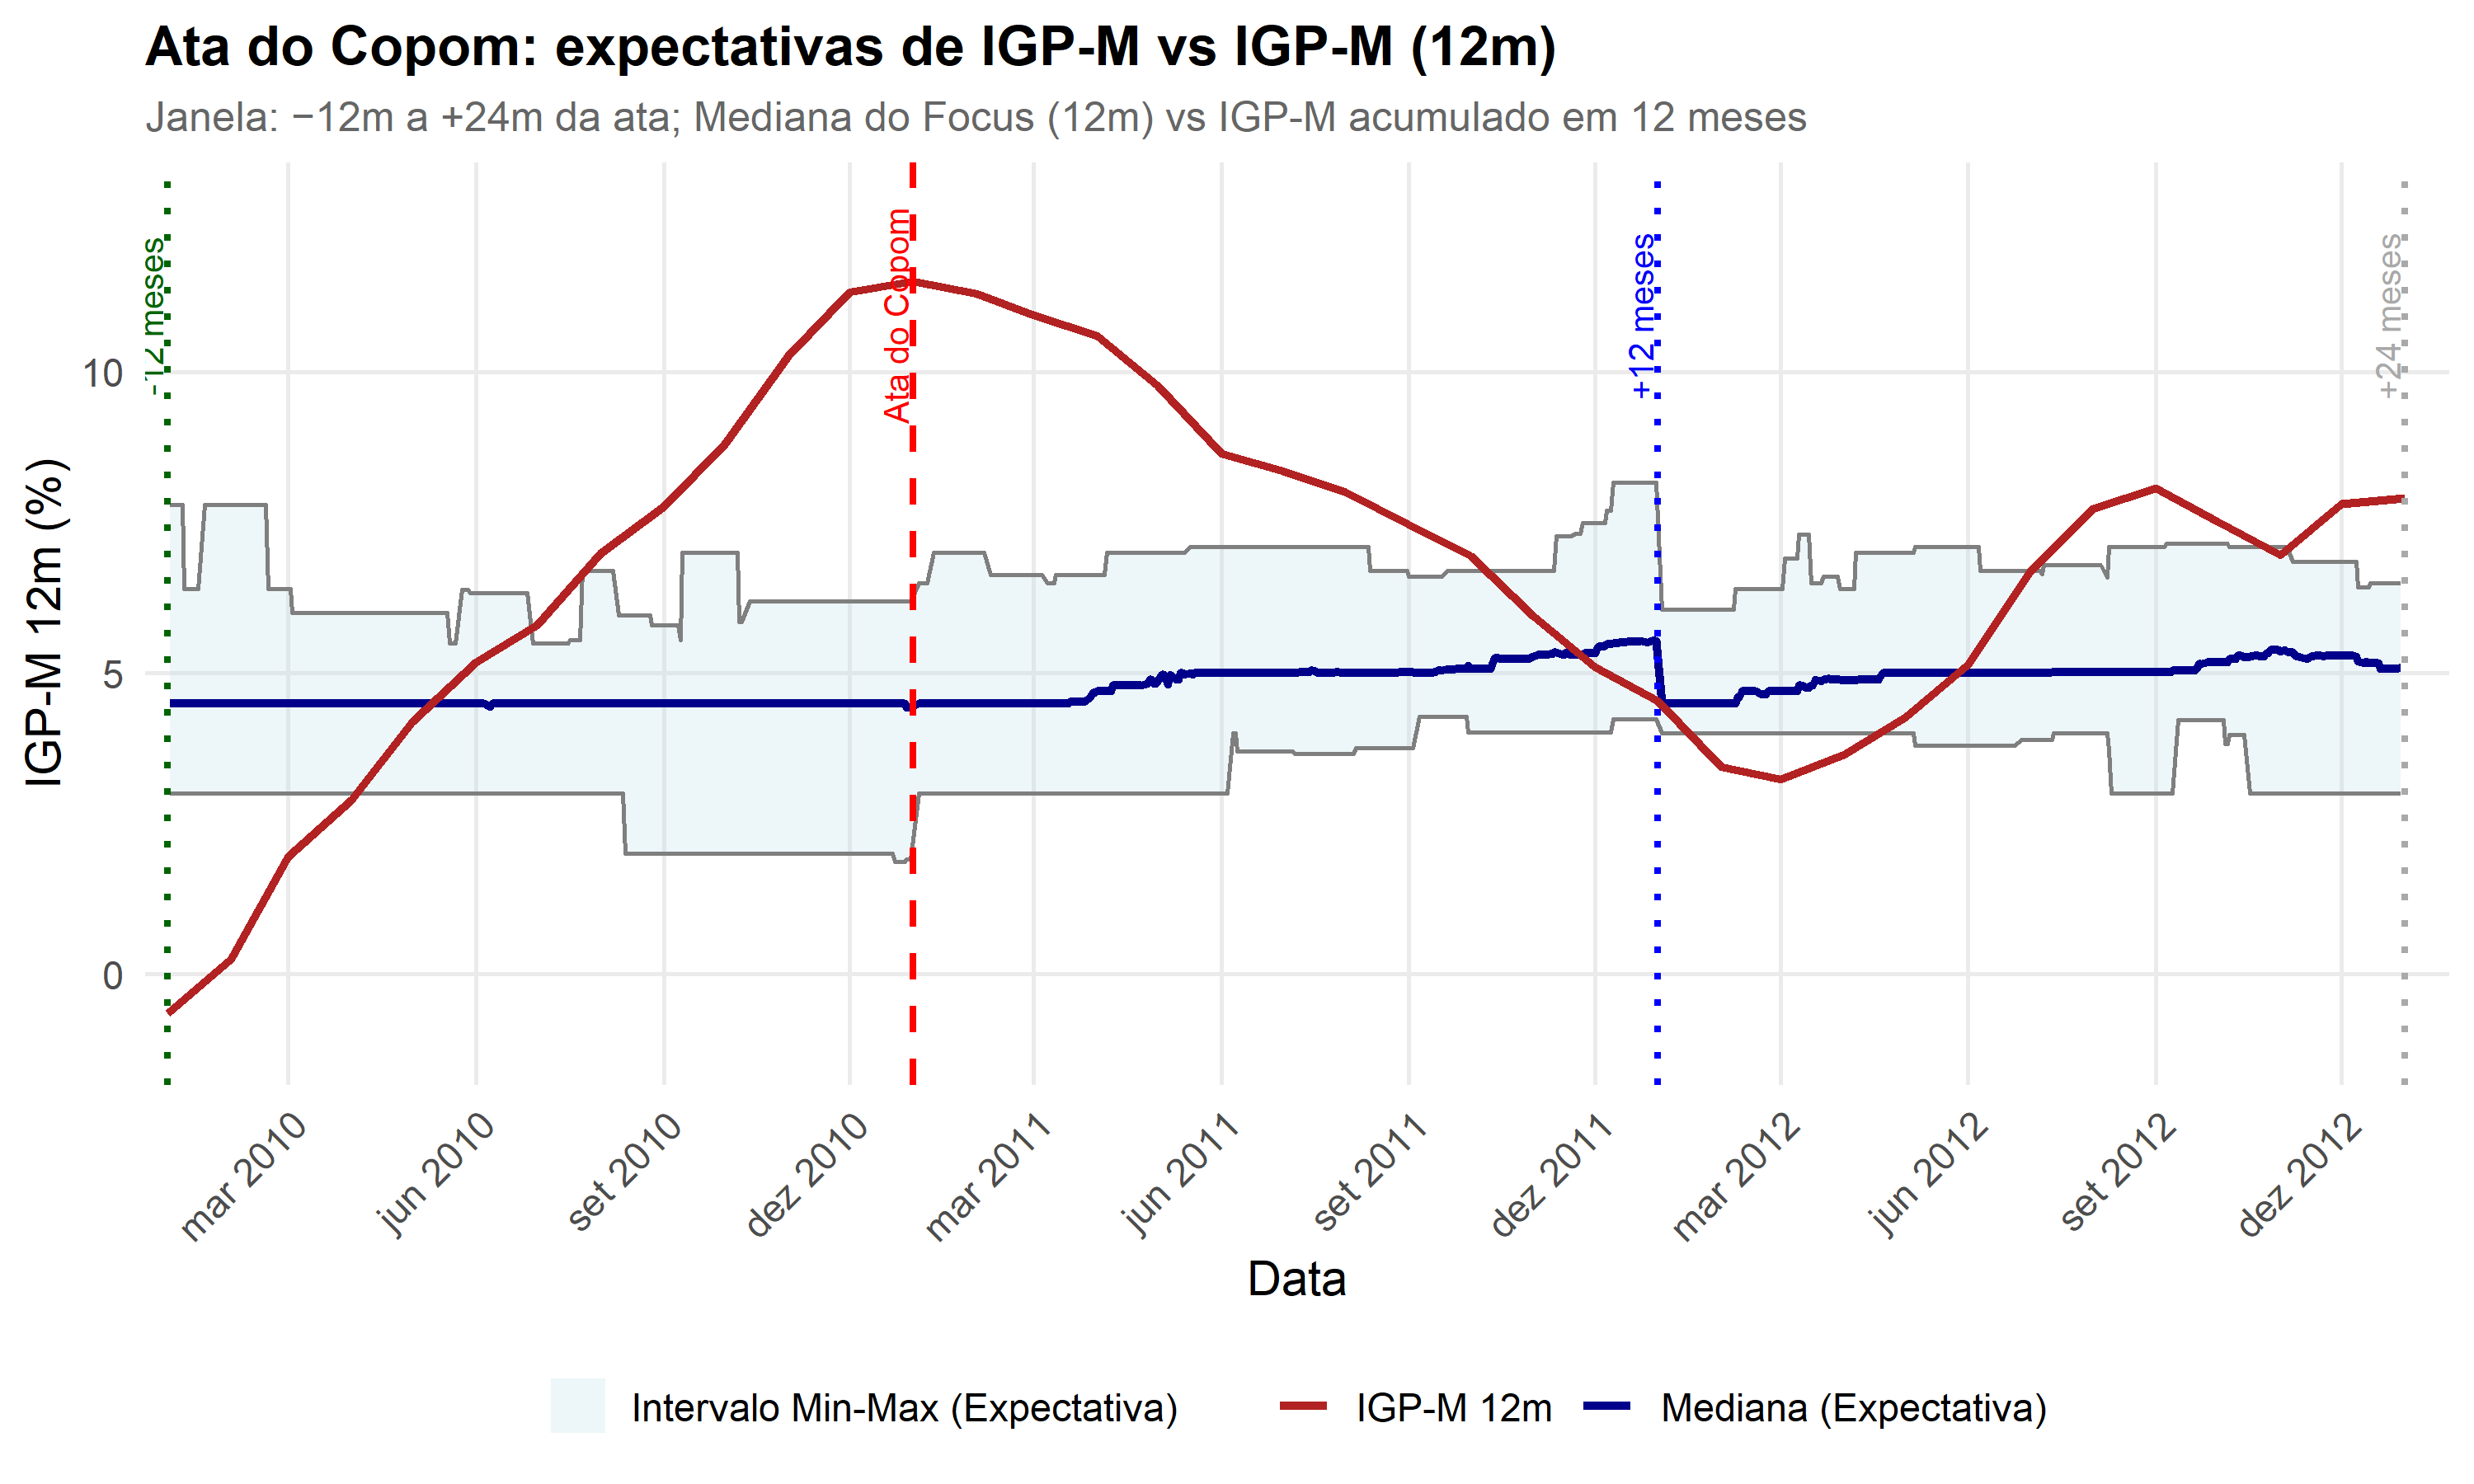 Ata do Copom: expectativas de IGP-M vs IGP-M (12m)
Janela: −12m a +24m da ata; Mediana do Focus (12m) vs IGP-M acumulado em 12 meses
IGP-M 12m (%)
10
5
0
-12 meses
Ata do Copom
+12 meses
+24 meses
mar 2010
jun 2010
set 2010
dez 2010
mar 2011
jun 2011
set 2011
dez 2011
mar 2012
jun 2012
set 2012
dez 2012
Data
Intervalo Min-Max (Expectativa)
IGP-M 12m
Mediana (Expectativa)